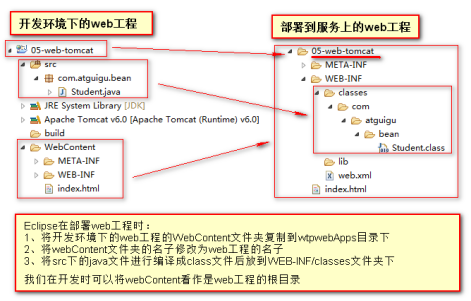 开发环境下的web工程
部署到服务上的web工程
05-web-tomcat
src
com.atguigu.bean
Student.java
JRE System Library [JDK]
Apache Tomcat v6.0 [Apache Tomcat (Runtime) v6.0]
build
WebContent
META-INF
WEB-INF
index.html
05-web-tomcat
META-INF
WEB-INF
classes
com
atguigu
bean
Student.class
lib
web.xml
index.html
Eclipse在部署web工程时：
1、将开发环境下的web工程的WebContent文件夹复制到wtpwebApps目录下
2、将webContent文件夹的名子修改为web工程的名子
3、将src下的java文件进行编译成class文件后放到WEB-INF/classes文件夹下
我们在开发时可以将webContent看作是web工程的根目录